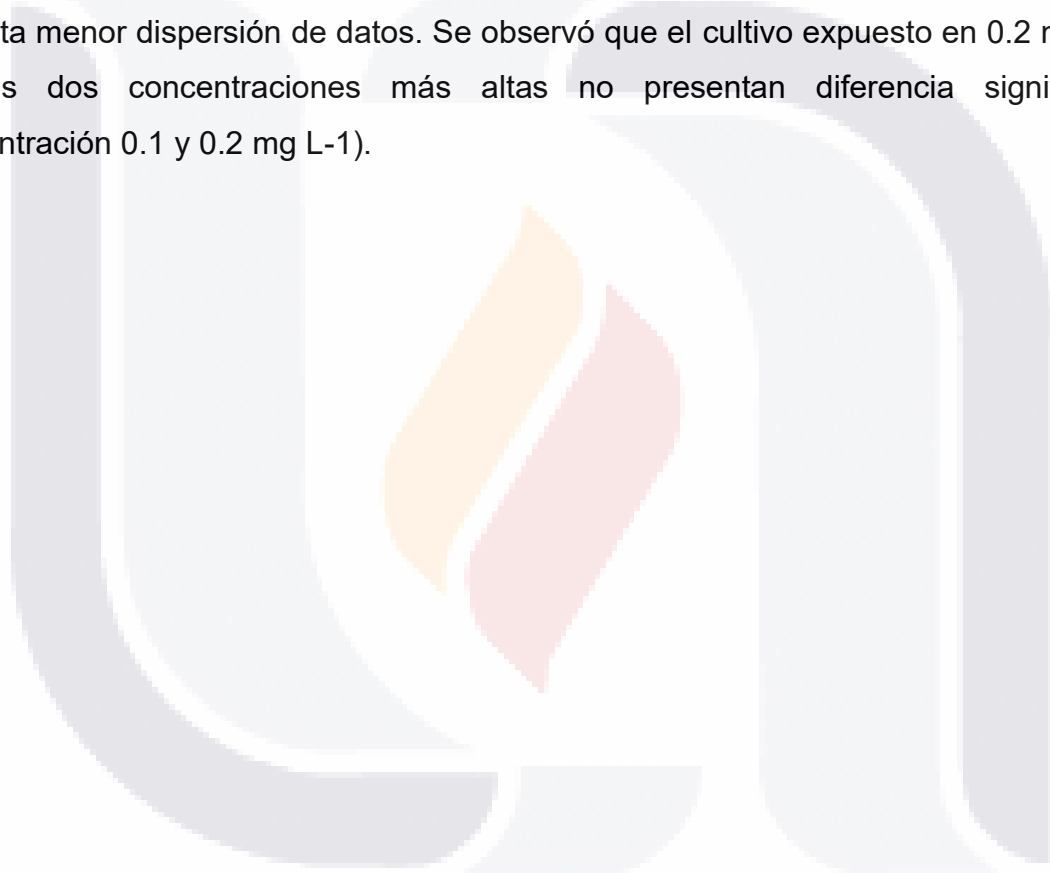 ta menor dispersión de datos. Se observó que el cultivo expuesto en 0.2
s dos concentraciones más altas no presentan diferencia signi
ntración 0.1 y 0.2 mg L-1).